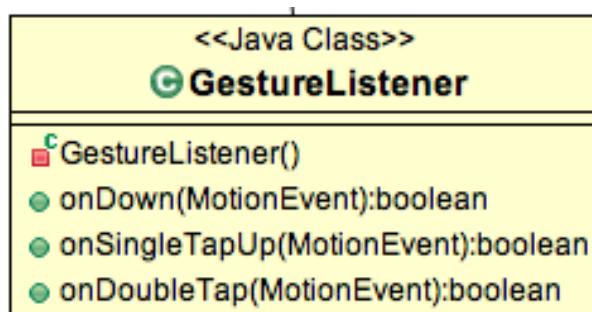 <<Java Class>>
GestureListener
GestureListener()
onDown(MotionEvent):boolean
onSingleTapUp(MotionEvent):boolean
onDoubleTap(MotionEvent):boolean